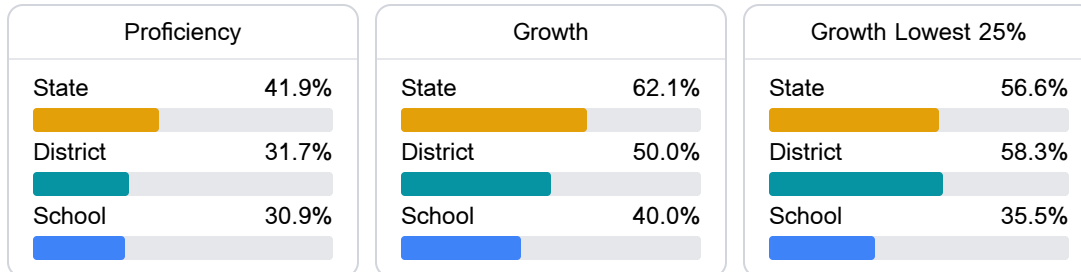 Proficiency
State 41.9%
District 31.7%
School 30.9%
Growth
State 62.1%
District 50.0%
School 40.0%
Growth Lowest 25%
State 56.6%
District 58.3%
School 35.5%